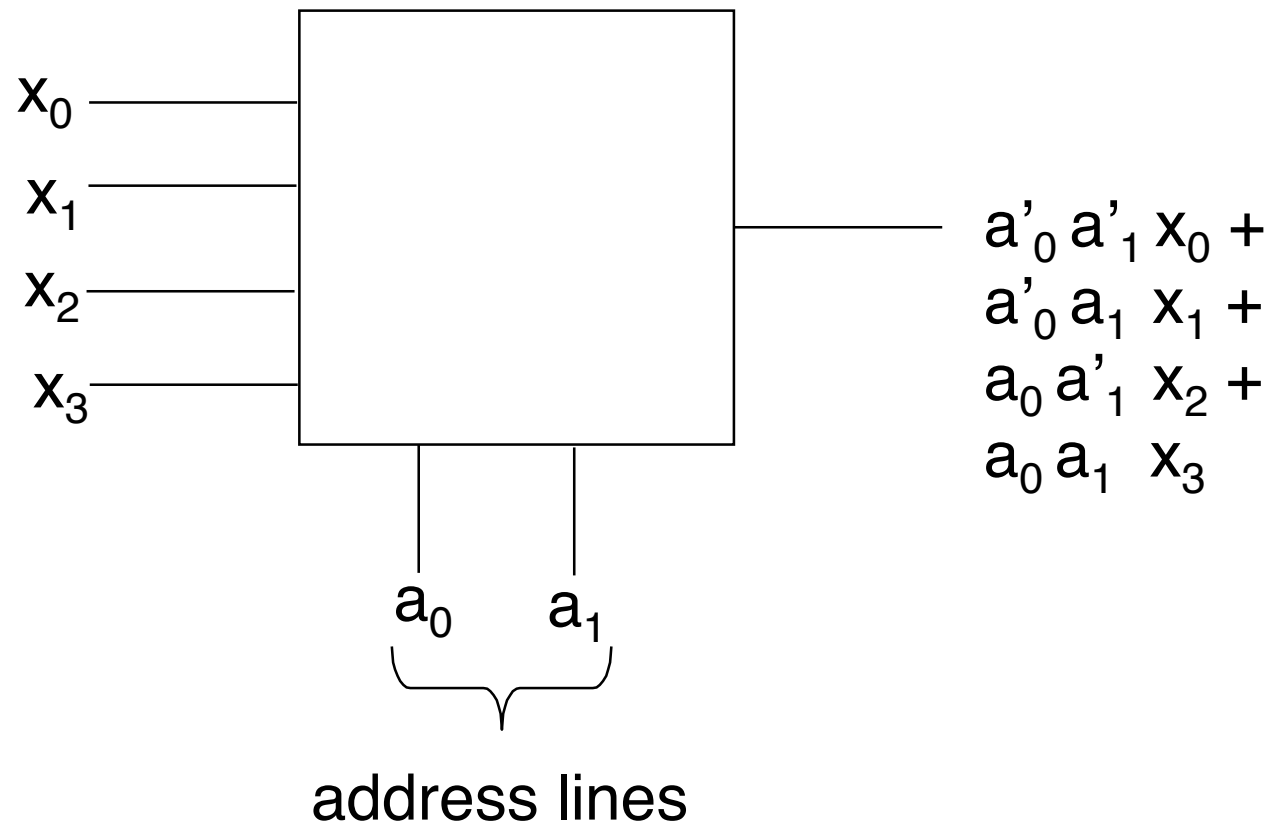 x₀
x₁
x₂
x₃
a’₀ a’₁ x₀ +
a’₀ a₁ x₁ +
a₀ a’₁ x₂ +
a₀ a₁ x₃
a₀ a₁
address lines